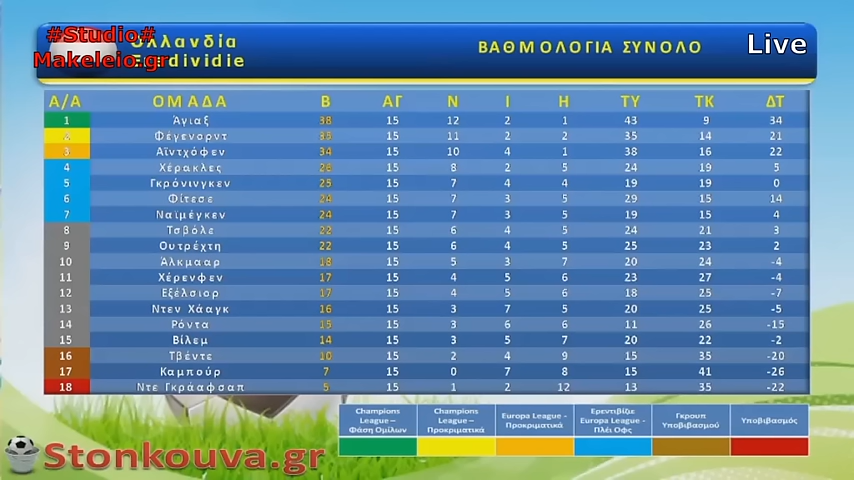 #Studio#
Makeleio.gr
Ολλανδία
ΒΑΘΜΟΛΟΓΙΑ ΣΥΝΟΛΟ
Live
Α/Α ΟΜΑΔΑ Β ΑΓ Ν Ι Η ΤΥ ΤΚ ΔΤ
1 Άγιαξ 38 15 12 2 1 43 9 34
2 Φέγενορντ 35 15 11 2 2 35 14 21
3 Αϊντχόφεν 34 15 10 4 1 38 16 22
4 Χέρακλες 26 15 8 2 5 24 19 5
5 Γκρόνινγκεν 25 15 7 4 4 19 19 0
6 Φίτεσε 24 15 7 3 5 29 15 14
7 Ναϊμέγκεν 24 15 7 3 5 19 15 4
8 Τσβόλε 22 15 6 4 5 24 21 3
9 Ουτρέχτη 22 15 6 4 5 25 23 2
10 Άλκμααρ 18 15 5 3 7 20 24 -4
11 Χέρενφεν 17 15 4 5 6 23 27 -4
12 Εξέλσιορ 17 15 4 5 6 18 25 -7
13 Ντεν Χάαγκ 16 15 3 7 5 20 25 -5
14 Ρόντα 15 15 3 6 6 11 26 -15
15 Βίλεμ 14 15 3 5 7 20 22 -2
16 Τβέντε 10 15 2 4 9 15 35 -20
17 Καμπούρ 7 15 0 7 8 15 41 -26
18 Ντε Γκράαφσαπ 5 15 1 2 12 13 35 -22
Champions League – Φάση Ομίλων
Champions League – Προκριματικά
Europa League - Προκριματικά
Ερεντιβίζιε Europa League - Πλέι Οφς
Γκρουπ Υποβιβασμού
Υποβιβασμός
Stonkouva.gr